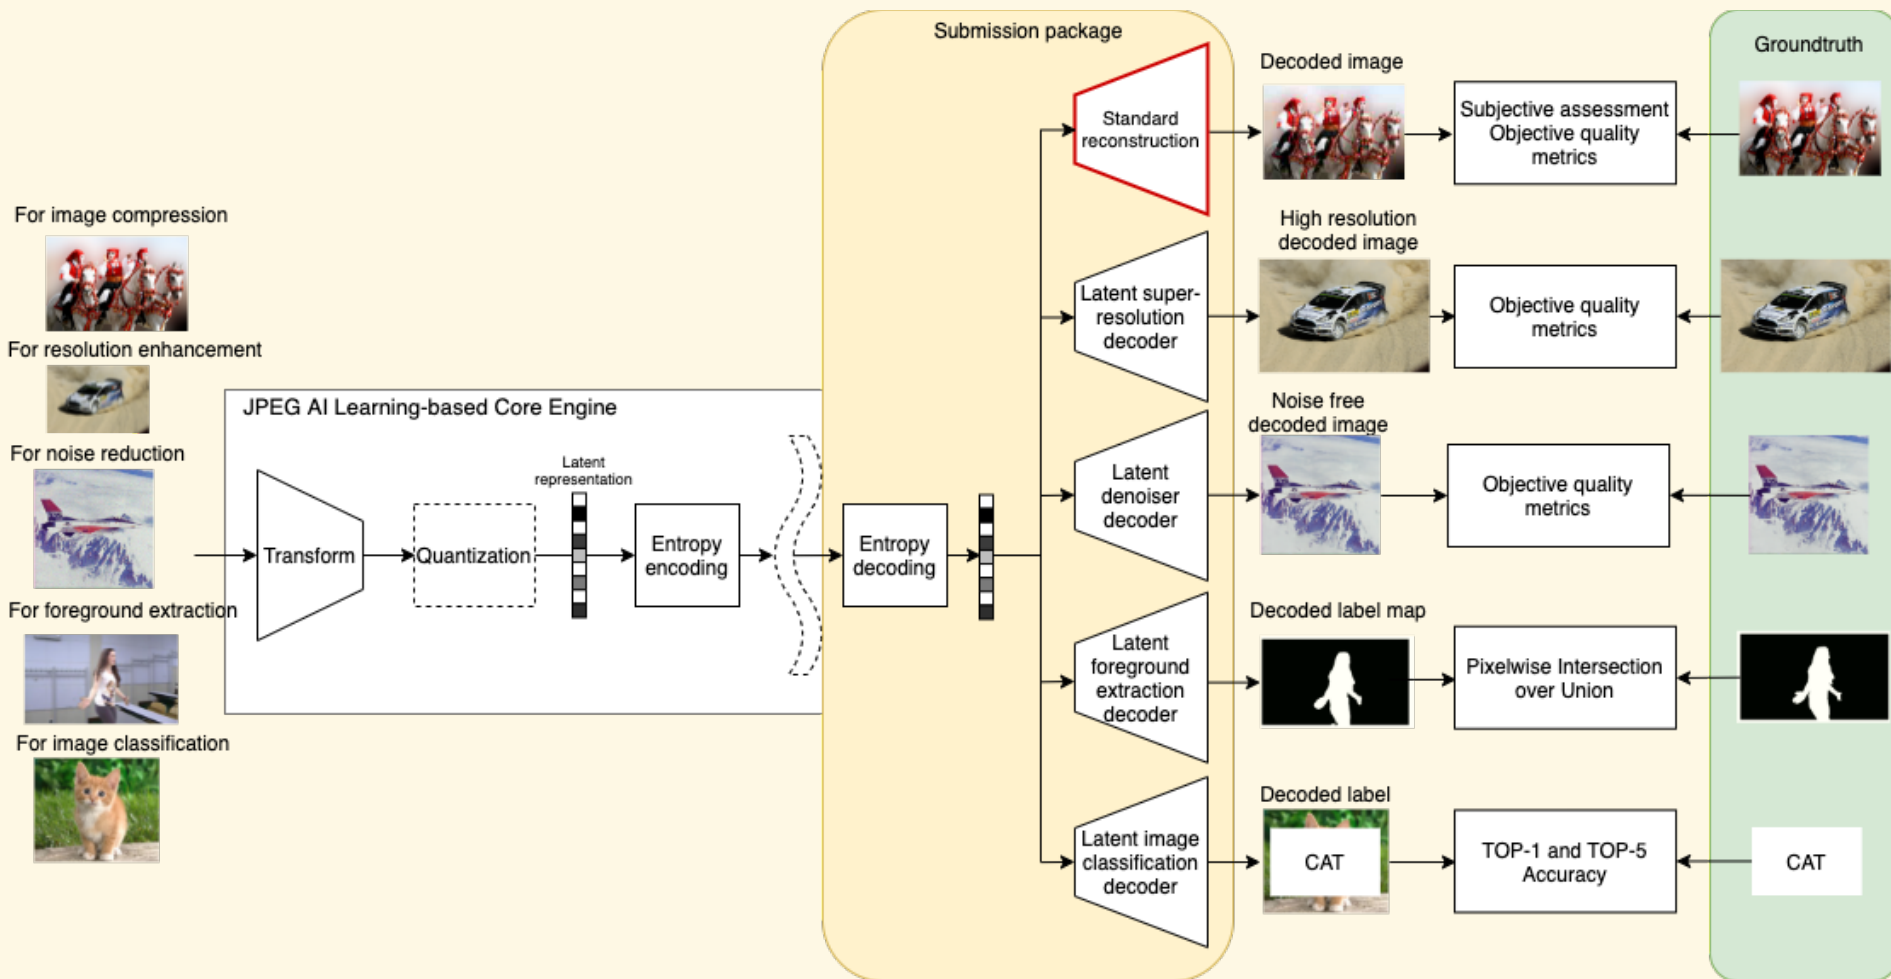 Submission package
Groundtruth
Decoded image
Standard
reconstruction
Subjective assessment
Objective quality
metrics
For image compression
High resolution
decoded image
Latent super-
resolution
decoder
Objective quality
metrics
For resolution enhancement
JPEG AI Learning-based Core Engine
Noise free
decoded image
For noise reduction
Latent
representation
Latent
denoiser
decoder
Objective quality
metrics
Transform
Quantization
Entropy
encoding
Entropy
decoding
For foreground extraction
Decoded label map
Latent
foreground
extraction
decoder
Pixelwise Intersection
over Union
For image classification
Decoded label
Latent image
classification
decoder
CAT
TOP-1 and TOP-5
Accuracy
CAT